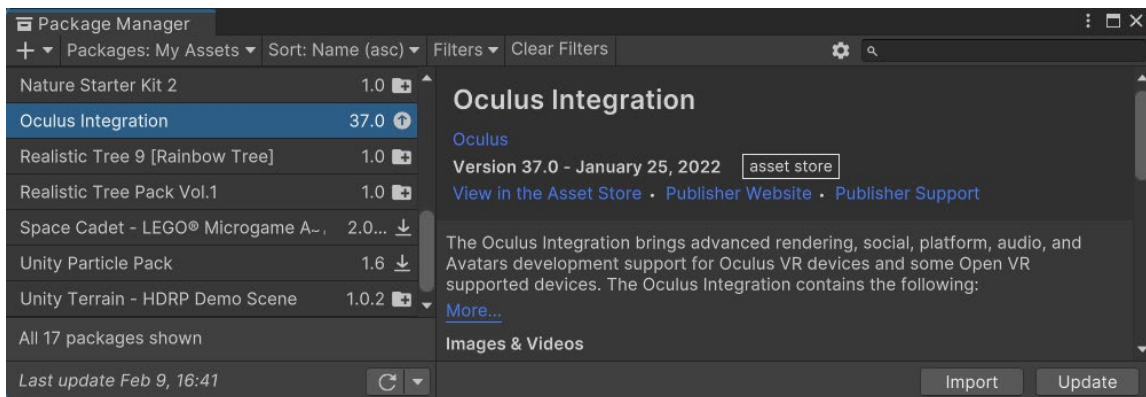 Package Manager
+ Packages: My Assets Sort: Name (asc) Filters Clear Filters
Nature Starter Kit 2 1.0
Oculus Integration 37.0
Realistic Tree 9 [Rainbow Tree] 1.0
Realistic Tree Pack Vol.1 1.0
Space Cadet - LEGO® Microgame A~ 2.0...
Unity Particle Pack 1.6
Unity Terrain - HDRP Demo Scene 1.0.2
All 17 packages shown
Last update Feb 9, 16:41
Oculus Integration
Oculus
Version 37.0 - January 25, 2022 asset store
View in the Asset Store • Publisher Website • Publisher Support
The Oculus Integration brings advanced rendering, social, platform, audio, and
Avatars development support for Oculus VR devices and some Open VR
supported devices. The Oculus Integration contains the following:
More...
Images & Videos
Import Update